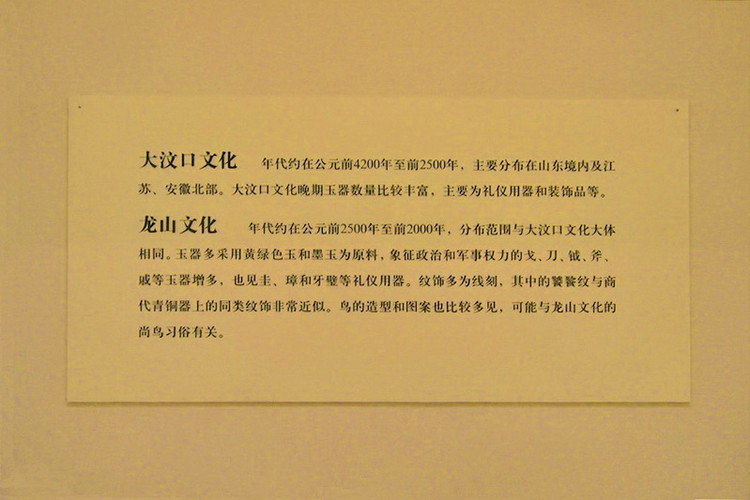 大汶口文化 年代约在公元前4200年至前2500年，主要分布在山东境内及江
苏、安徽北部。大汶口文化晚期玉器数量比较丰富，主要为礼仪用器和装饰品等。
龙山文化 年代约在公元前2500年至前2000年，分布范围与大汶口文化大体
相同。玉器多采用黄绿色玉和墨玉为原料，象征政治和军事权力的戈、刀、钺、斧、
戚等玉器增多，也见圭、璋和牙璧等礼仪用器。纹饰多为线刻，其中的饕餮纹与商
代青铜器上的同类纹饰非常近似。鸟的造型和图案也比较多见，可能与龙山文化的
尚鸟习俗有关。